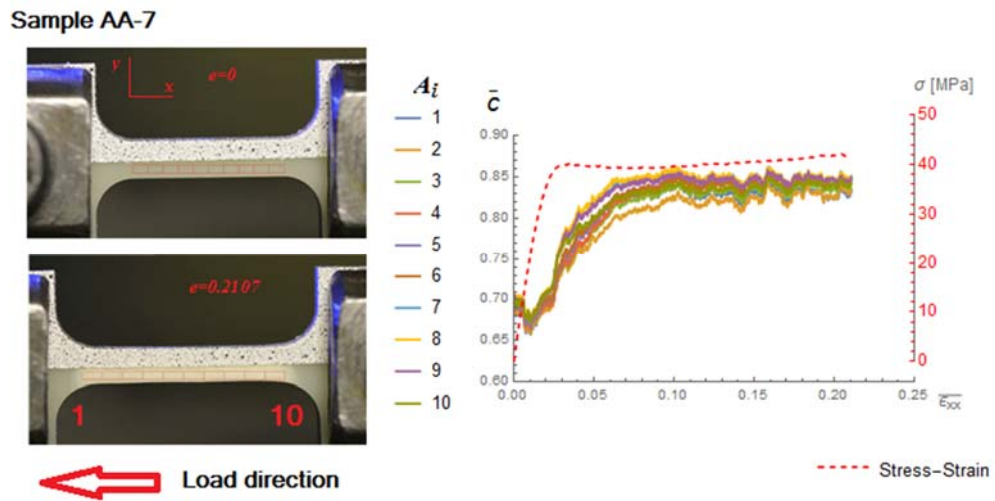 Sample AA-7
y
x
e=0
e=0.2107
1 10
Load direction
A_i
1
2
3
4
5
6
7
8
9
10
c̄
0.90
0.85
0.80
0.75
0.70
0.65
0.60
0.00 0.05 0.10 0.15 0.20 0.25
ε̅xx
σ [MPa]
50
40
30
20
10
0
Stress–Strain